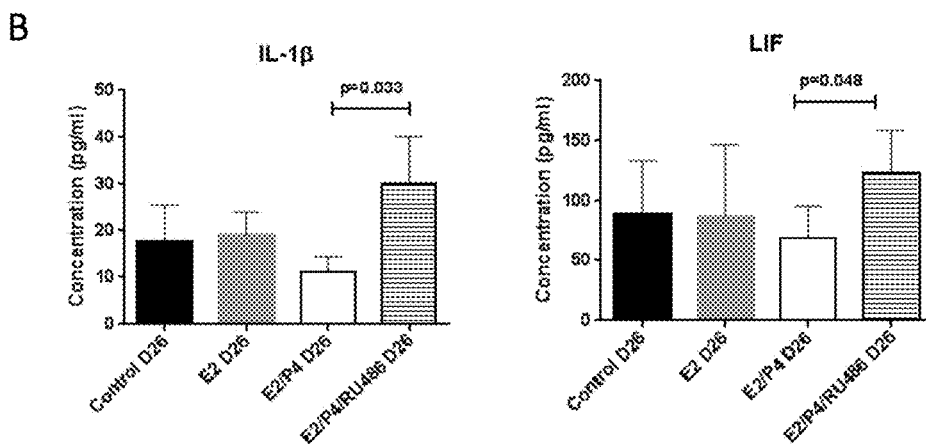 B
IL-1β
p=0.033
Concentration (pg/ml)
50
40
30
20
10
0
Control D26
E2 D26
E2/P4 D26
E2/P4/RU486 D26
LIF
p=0.048
Concentration (pg/ml)
200
150
100
50
0
Control D26
E2 D26
E2/P4 D26
E2/P4/RU486 D26